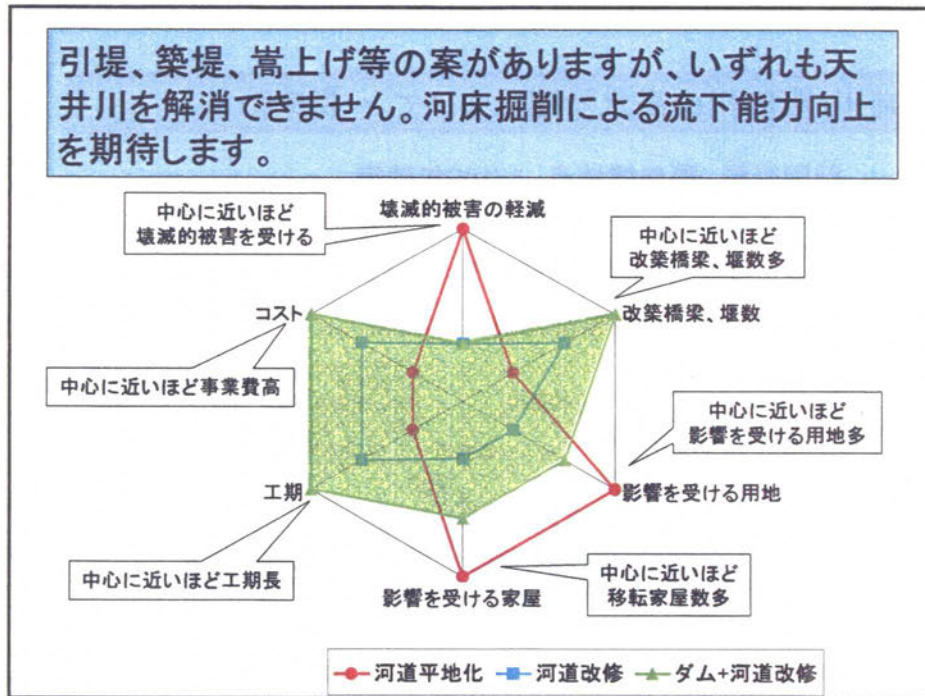 引堤、築堤、嵩上げ等の案がありますが、いずれも天
井川を解消できません。河床掘削による流下能力向上
を期待します。
中心に近いほど
壊滅的被害を受ける
壊滅的被害の軽減
中心に近いほど
改築橋梁、堰数多
コスト
改築橋梁、堰数
中心に近いほど事業費高
中心に近いほど
影響を受ける用地多
工期
影響を受ける用地
中心に近いほど工期長
影響を受ける家屋
中心に近いほど
移転家屋数多
河道平地化
河道改修
ダム+河道改修